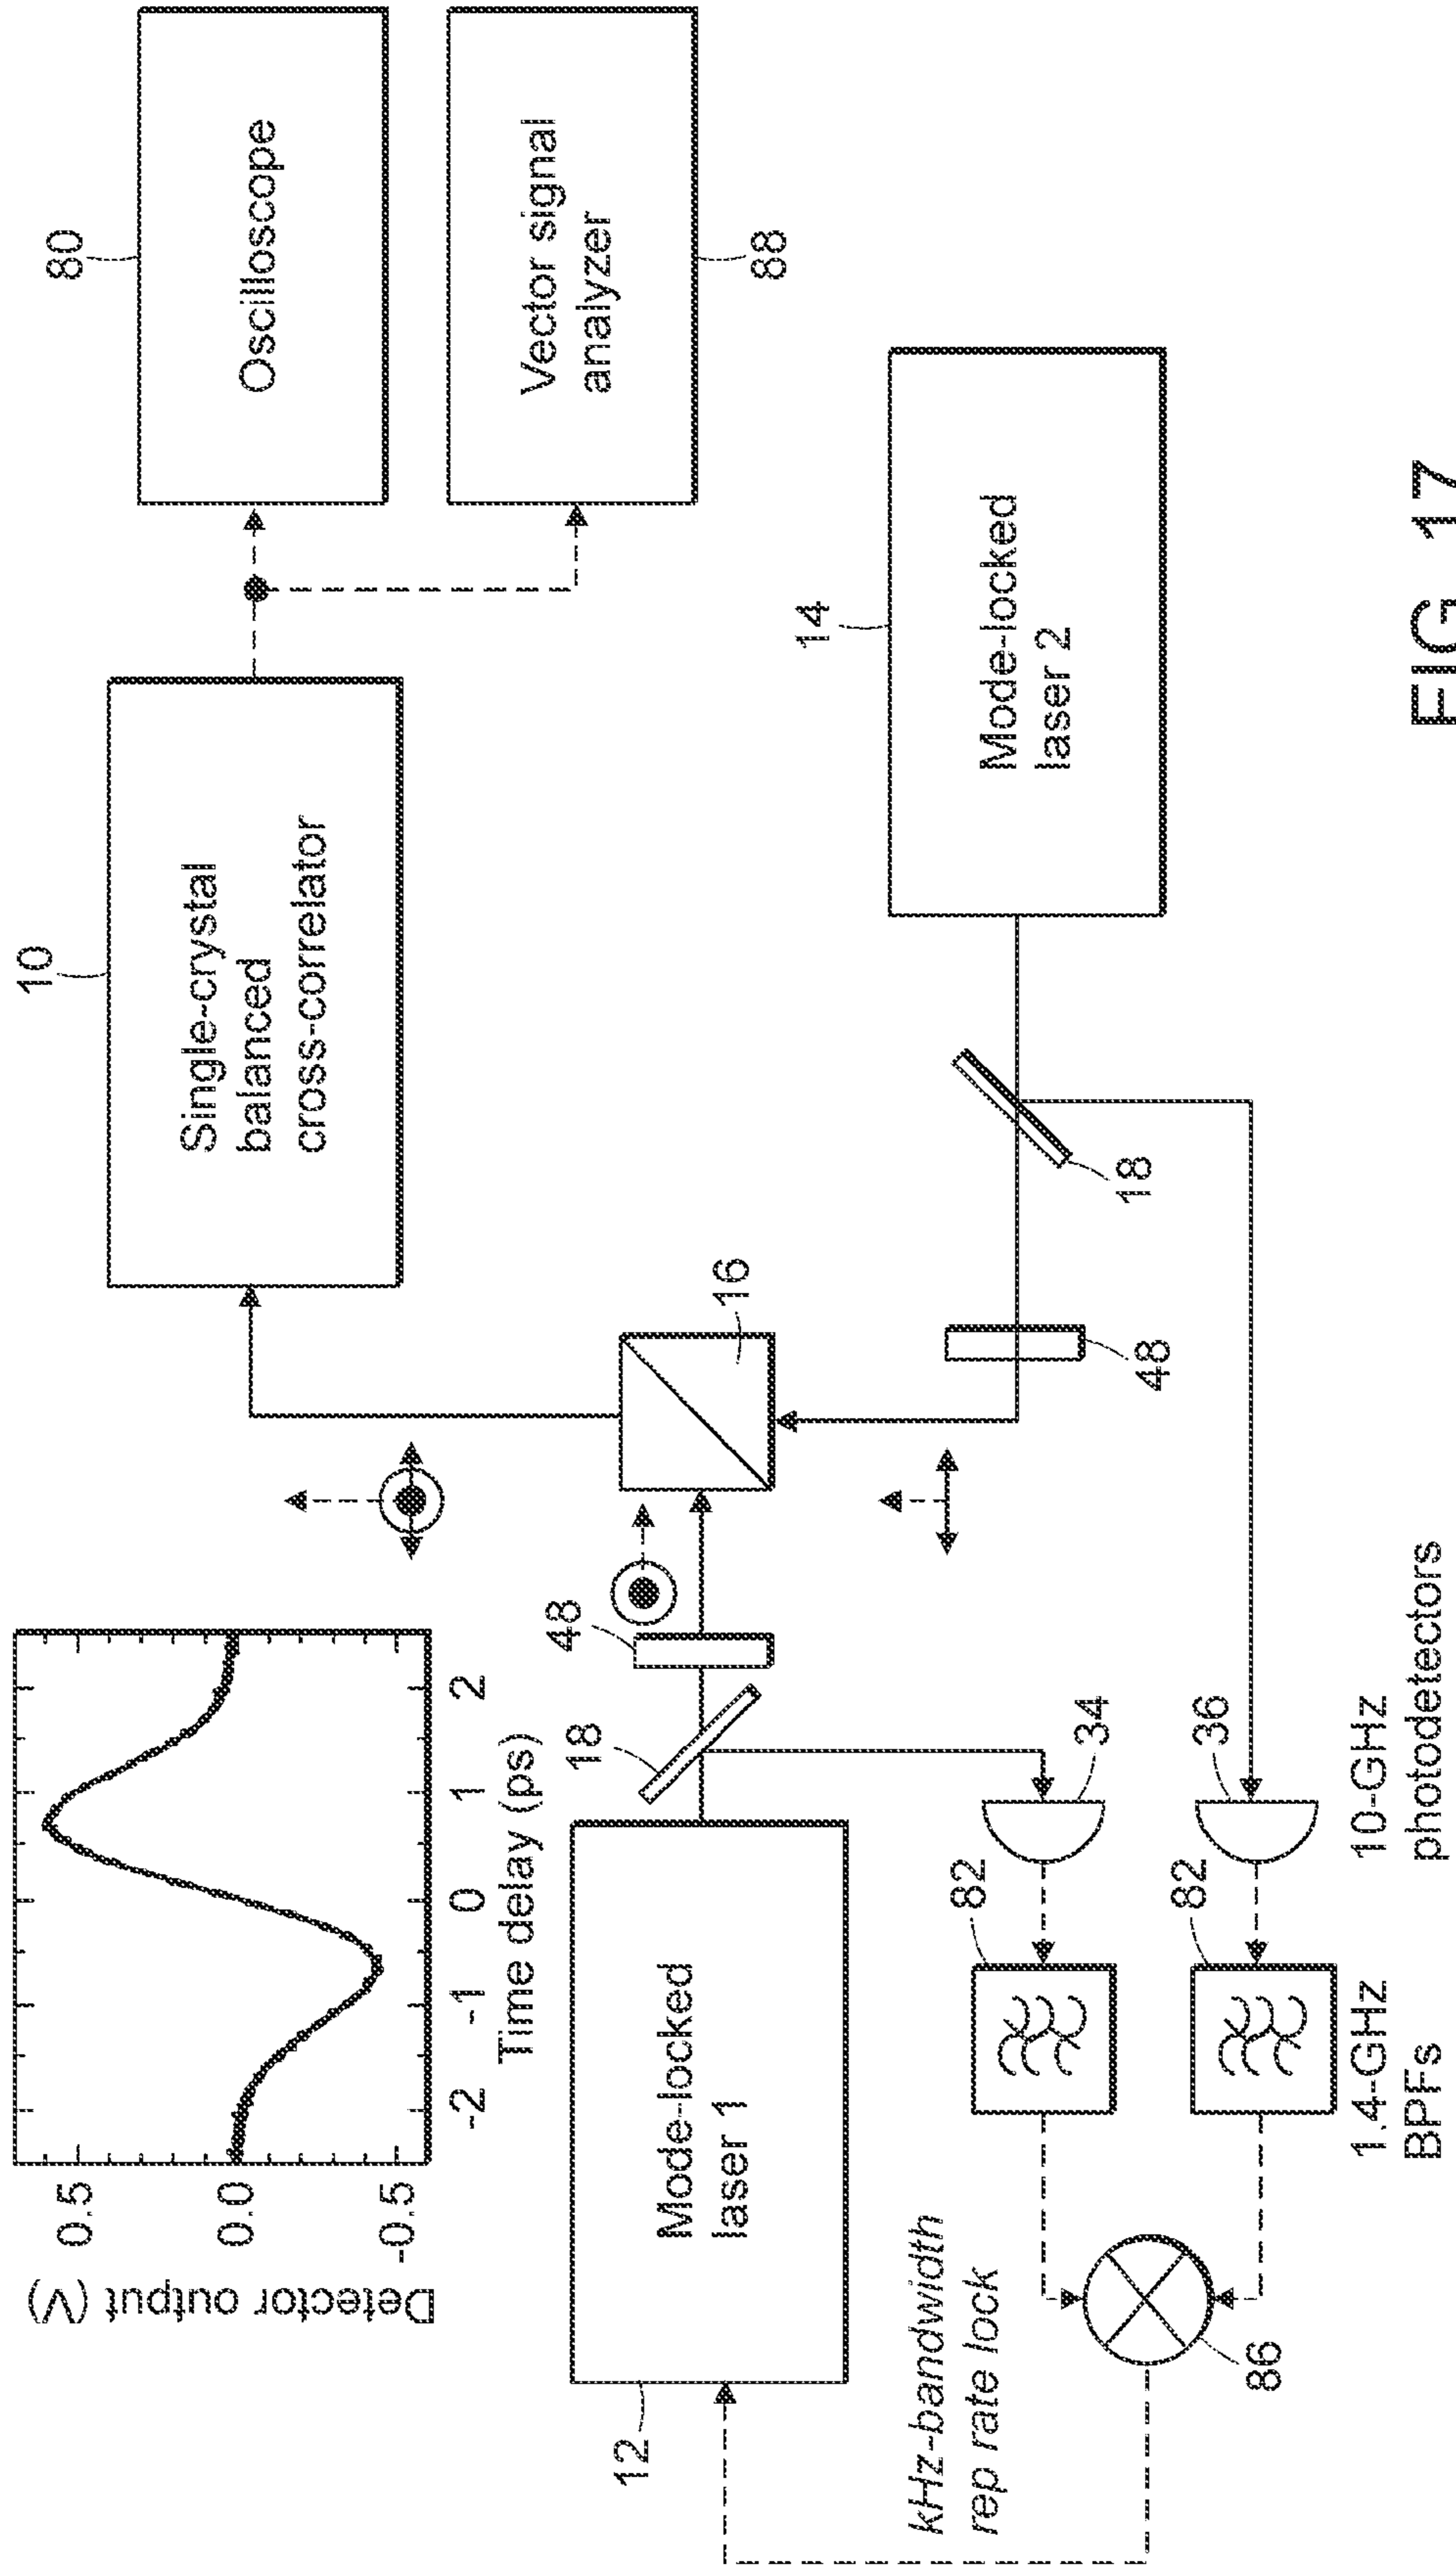 0.5
0.0
-0.5
Detector output (V)
-2
-1
0
1
2
Time delay (ps)
10
Single-crystal
balanced
cross-correlator
80
Oscilloscope
Vector signal
analyzer
88
12
Mode-locked
laser 1
18
48
16
14
Mode-locked
laser 2
48
18
kHz-bandwidth
rep rate lock
86
82
34
82
36
1.4-GHz
BPFs
10-GHz
photodetectors
FIG 17